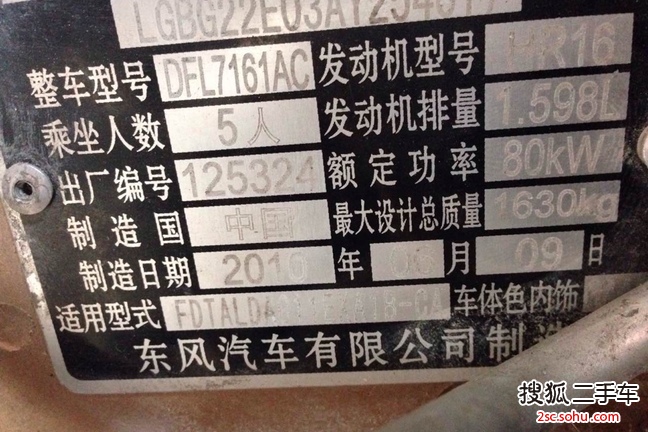 整车型号 DFL7161AC 发动机型号 HR16
乘坐人数 5人 发动机排量 1.598L
出厂编号 125324 额定功率 80kW
制造国 中国 最大设计总质量 1630kg
制造日期 年 月 09 日
适用型式 车体色内饰
东风汽车有限公司制造
搜狐二手车
2sc.sohu.com